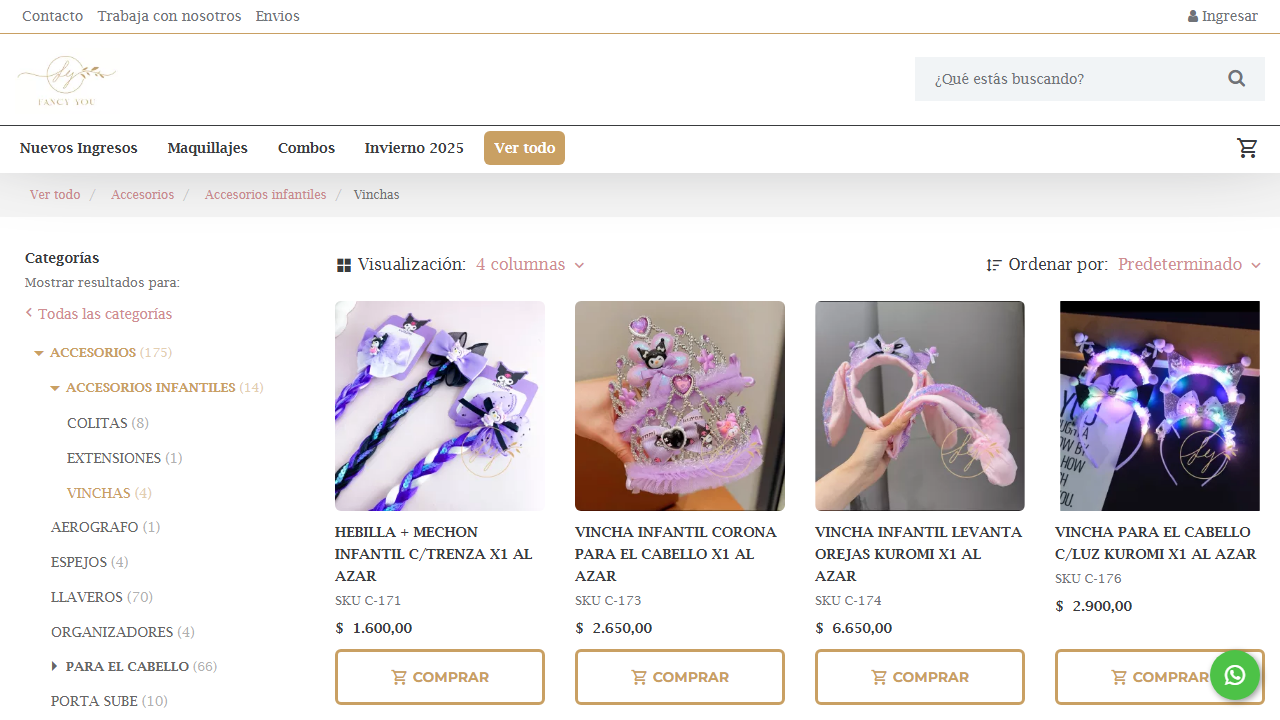 Contacto Trabaja con nosotros Envios Ingresar
fy
FANCY YOU
¿Qué estás buscando?
Nuevos Ingresos Maquillajes Combos Invierno 2025 Ver todo
Ver todo / Accesorios / Accesorios infantiles / Vinchas
Categorías
Mostrar resultados para:
Todas las categorías
ACCESORIOS (175)
ACCESORIOS INFANTILES (14)
COLITAS (8)
EXTENSIONES (1)
VINCHAS (4)
AEROGRAFO (1)
ESPEJOS (4)
LLAVEROS (70)
ORGANIZADORES (4)
PARA EL CABELLO (66)
PORTA SUBE (10)
Visualización: 4 columnas
Ordenar por: Predeterminado
HEBILLA + MECHON
INFANTIL C/TRENZA X1 AL
AZAR
SKU C-171
$ 1.600,00
COMPRAR
VINCHA INFANTIL CORONA
PARA EL CABELLO X1 AL
AZAR
SKU C-173
$ 2.650,00
COMPRAR
VINCHA INFANTIL LEVANTA
OREJAS KUROMI X1 AL
AZAR
SKU C-174
$ 6.650,00
COMPRAR
VINCHA PARA EL CABELLO
C/LUZ KUROMI X1 AL AZAR
SKU C-176
$ 2.900,00
COMPRAR